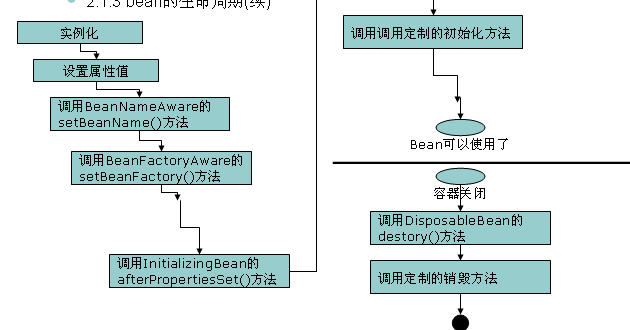 2.1.3 bean的生命周期(续)
实例化
设置属性值
调用BeanNameAware的
setBeanName()方法
调用BeanFactoryAware的
setBeanFactory()方法
调用InitializingBean的
afterPropertiesSet()方法
调用调用定制的初始化方法
Bean可以使用了
容器关闭
调用DisposableBean的
destory()方法
调用定制的销毁方法